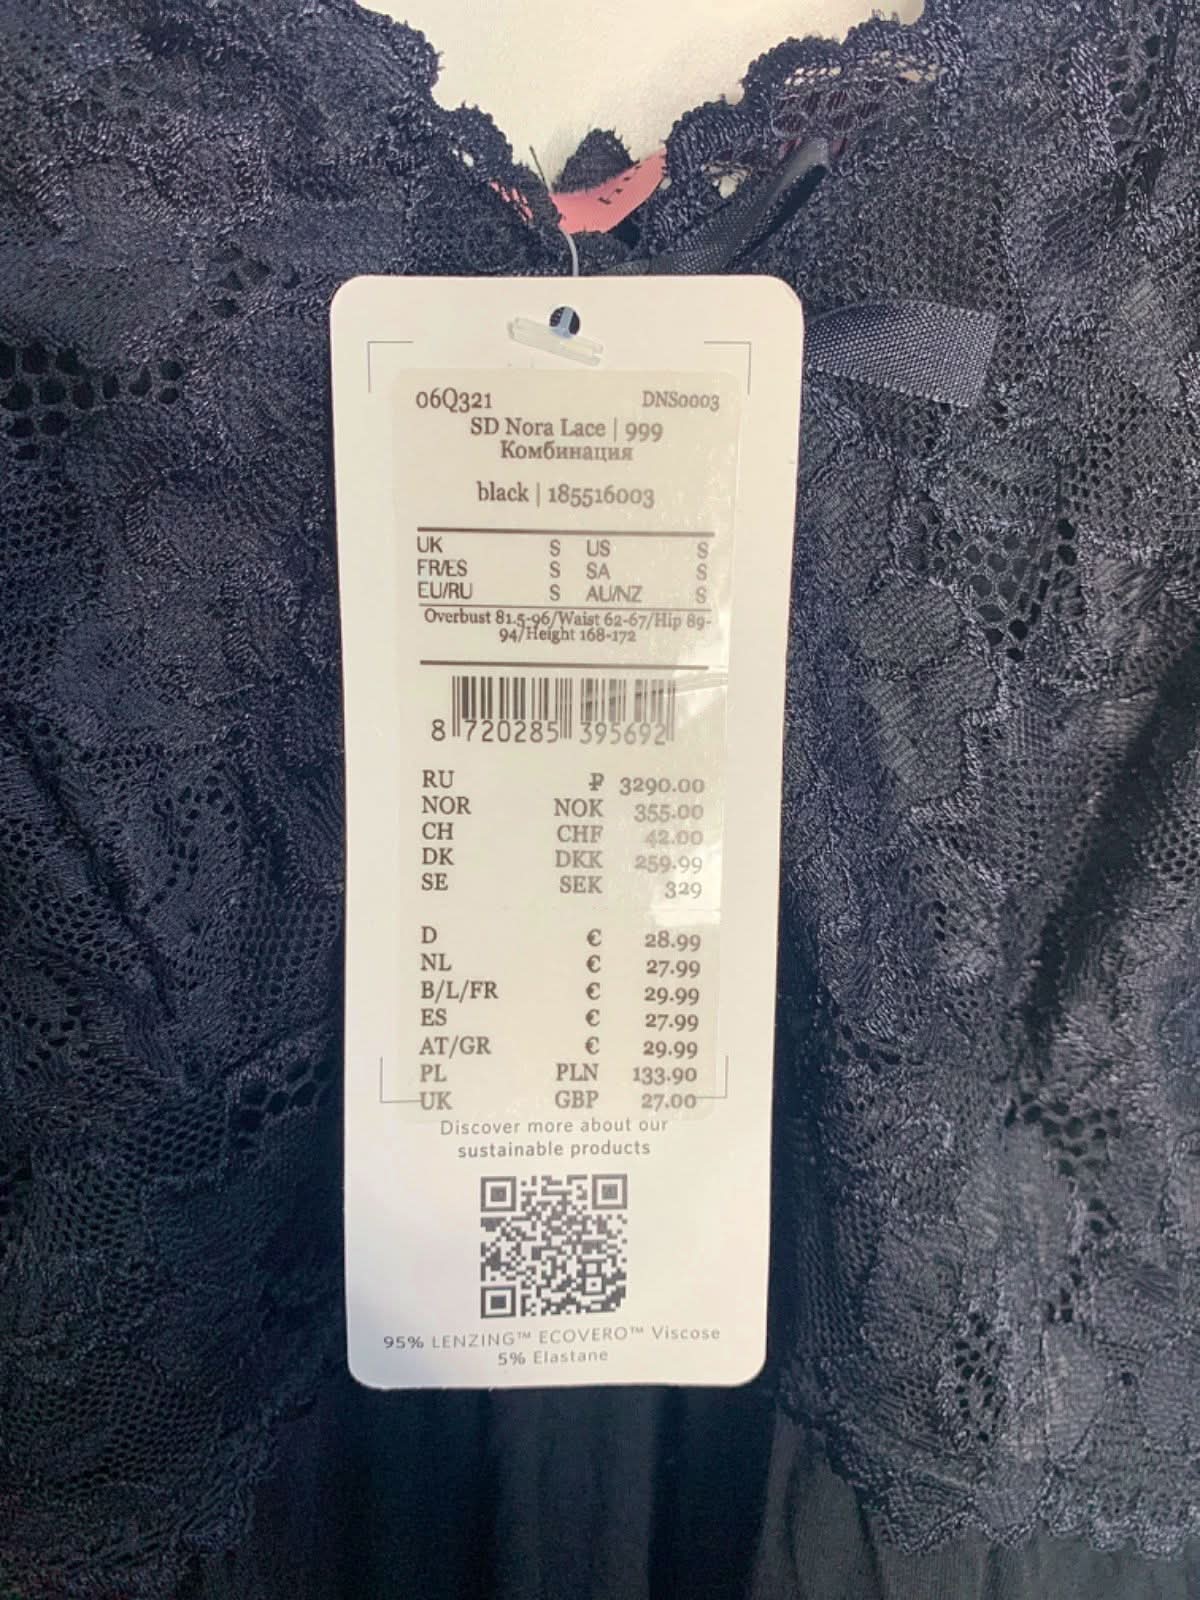 06Q321 DNS0003
SD Nora Lace | 999
Комбинация
black | 185516003
UK S US S
FR/ES S SA S
EU/RU S AU/NZ S
Overbust 81.5-96/Waist 62-67/Hip 89-
94/Height 168-172
8 720285 395692
RU ₽ 3290.00
NOR NOK 355.00
CH CHF 42.00
DK DKK 259.99
SE SEK 329
D € 28.99
NL € 27.99
B/L/FR € 29.99
ES € 27.99
AT/GR € 29.99
PL PLN 133.90
UK GBP 27.00
Discover more about our
sustainable products
95% LENZING™ ECOVERO™ Viscose
5% Elastane